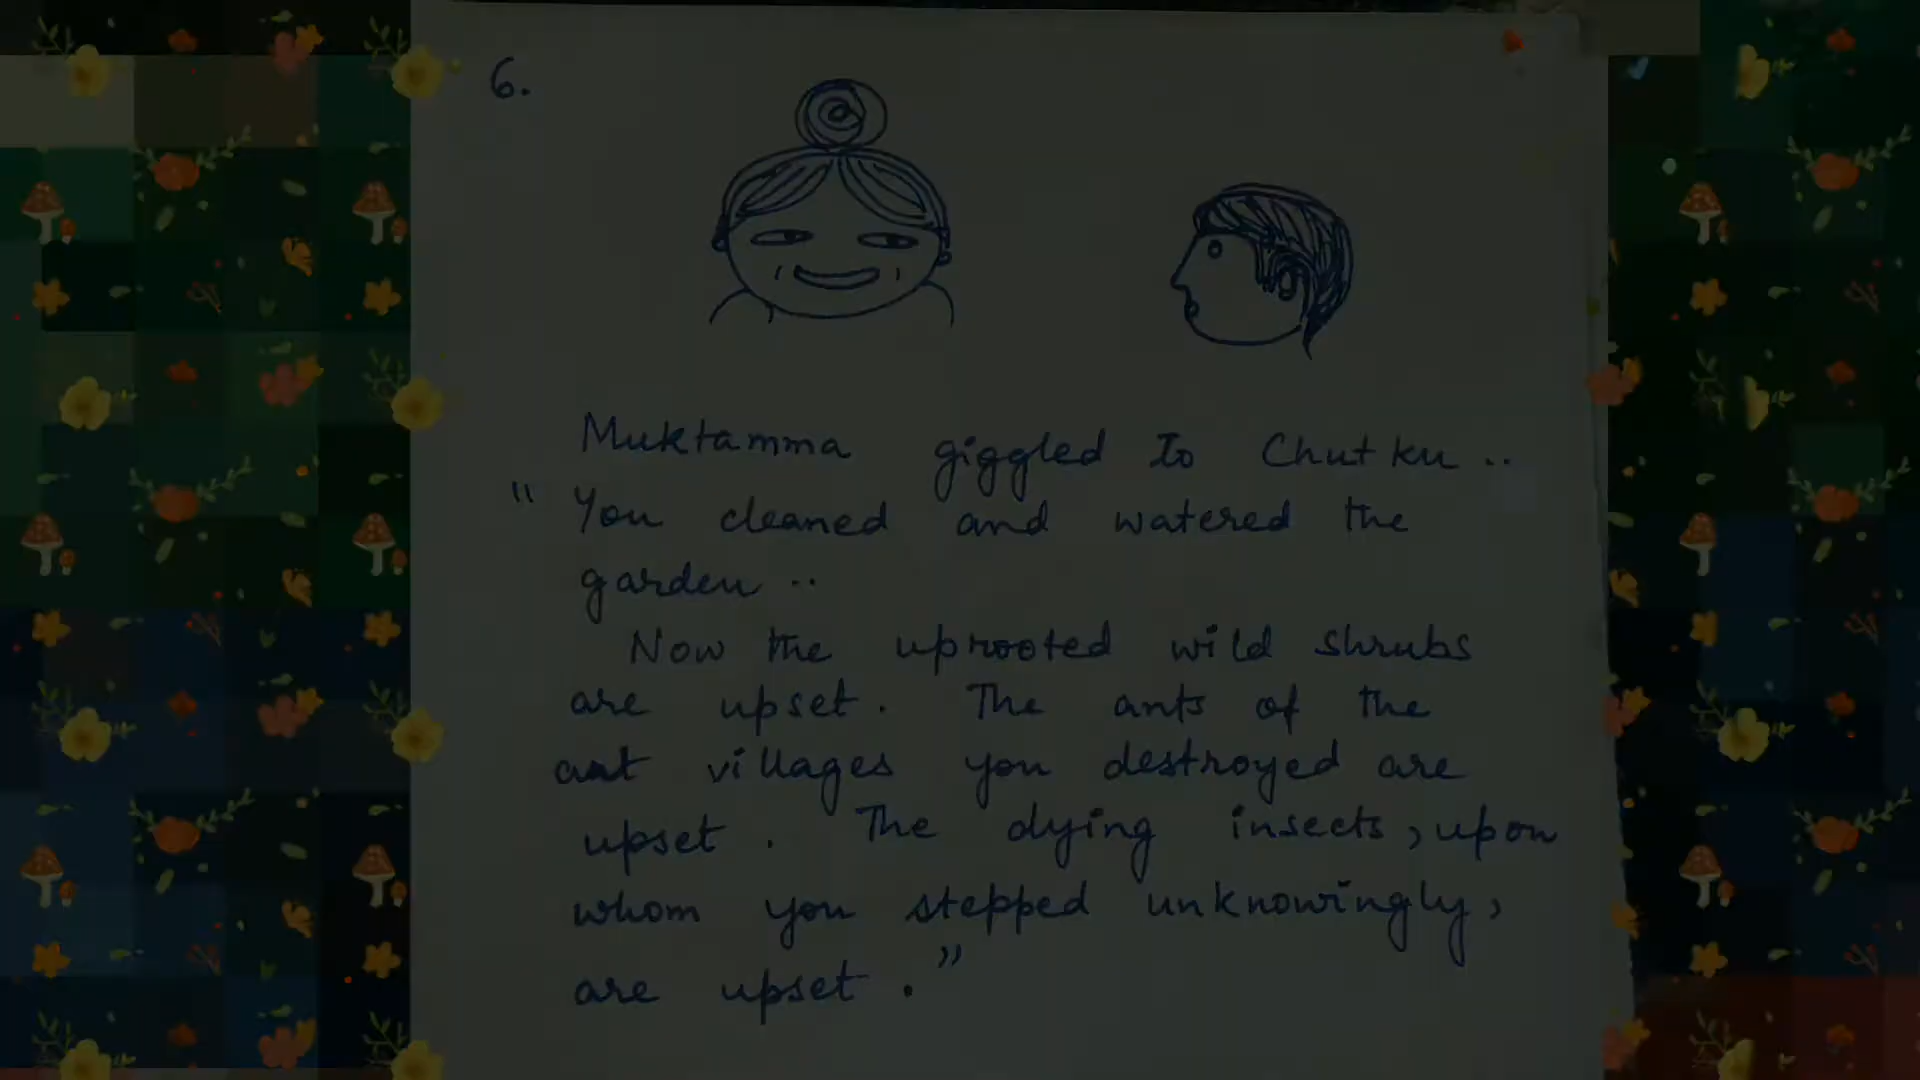 6.
Muktamma giggled to Chutku ..
" You cleaned and watered the
garden ..
Now the uprooted wild shrubs
are upset. The ants of the
ant villages you destroyed are
upset. The dying insects, upon
whom you stepped unknowingly,
are upset."